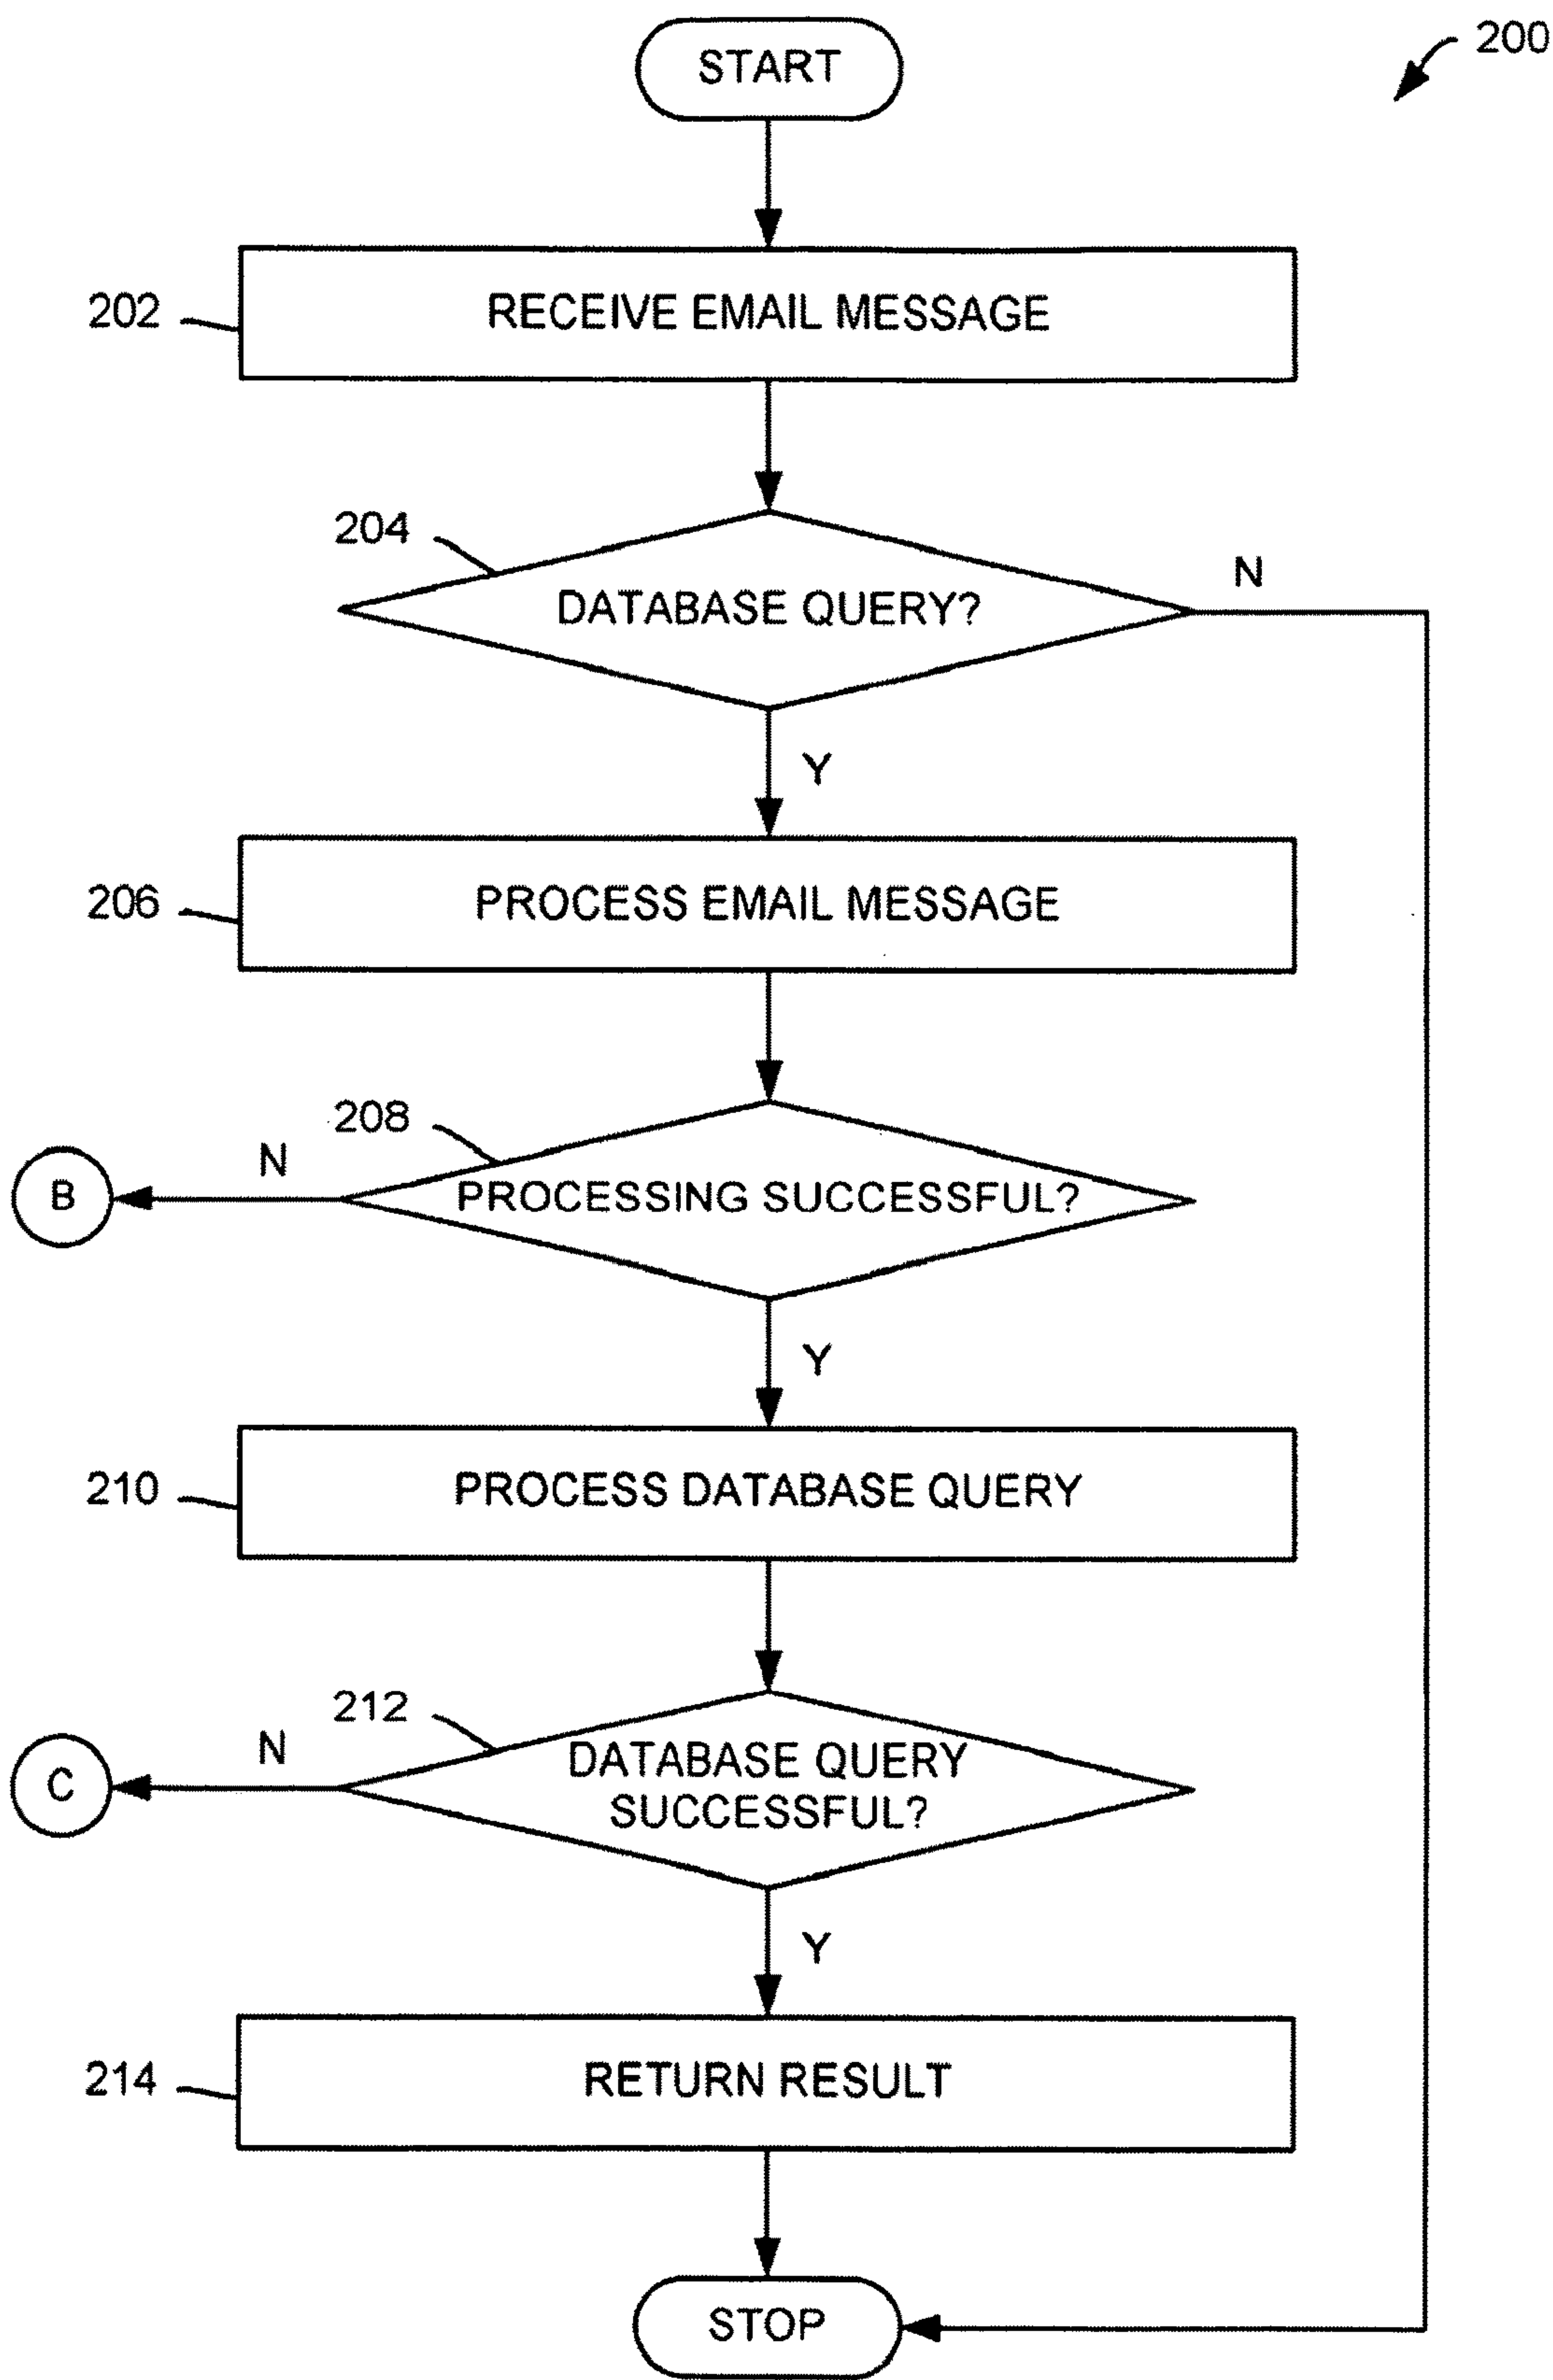 START
200
202
RECEIVE EMAIL MESSAGE
204
DATABASE QUERY?
N
Y
206
PROCESS EMAIL MESSAGE
208
B
N
PROCESSING SUCCESSFUL?
Y
210
PROCESS DATABASE QUERY
212
C
N
DATABASE QUERY
SUCCESSFUL?
Y
214
RETURN RESULT
STOP